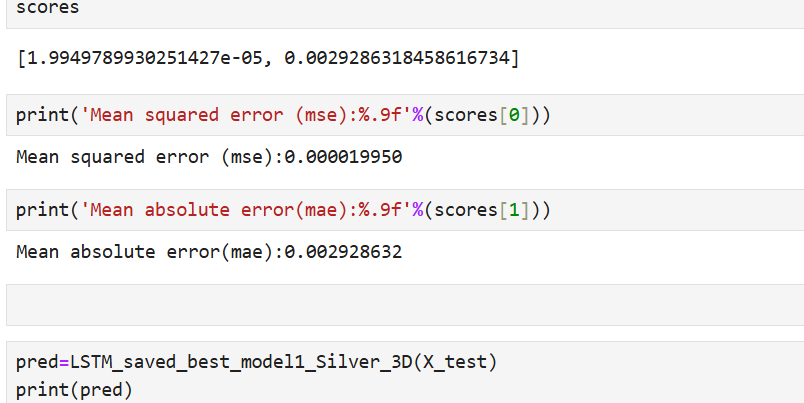 scores
[1.9949789930251427e-05, 0.0029286318458616734]
print('Mean squared error (mse):%.9f'%(scores[0]))
Mean squared error (mse):0.000019950
print('Mean absolute error(mae):%.9f'%(scores[1]))
Mean absolute error(mae):0.002928632
pred=LSTM_saved_best_model1_Silver_3D(X_test)
print(pred)